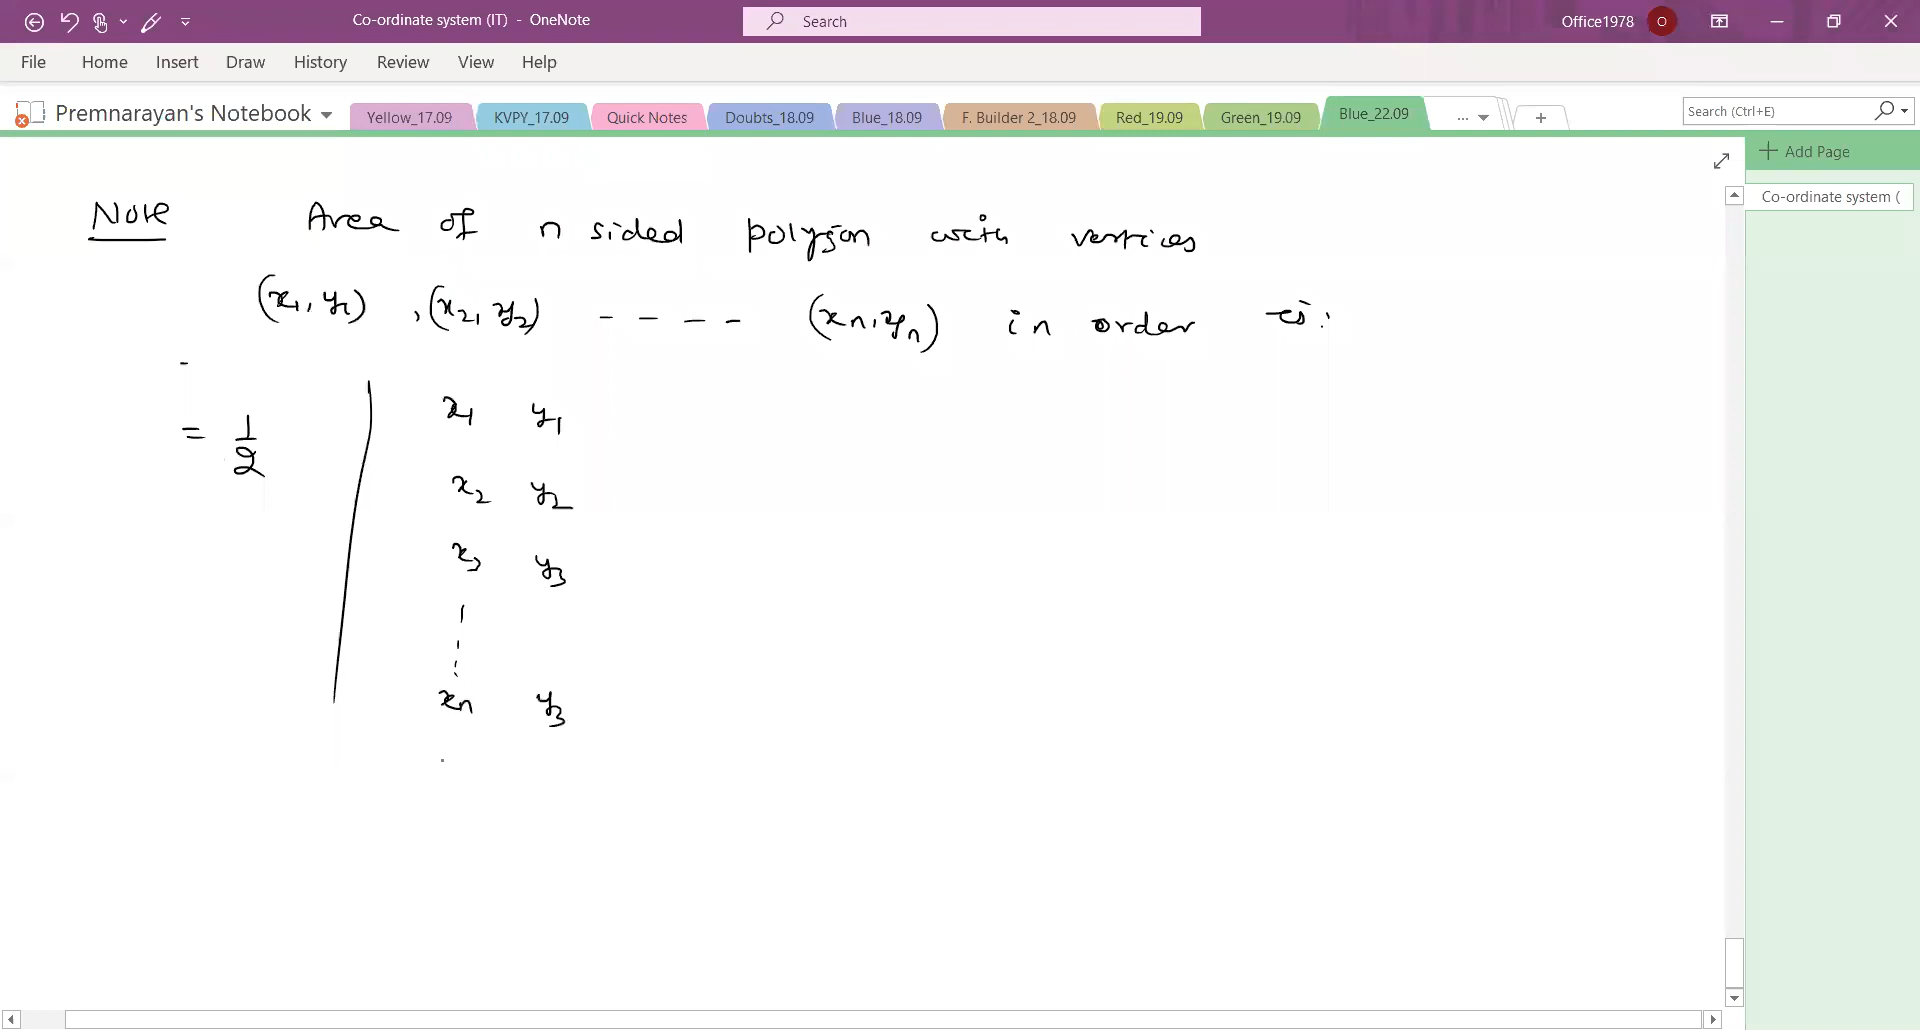 Co-ordinate system (IT) - OneNote
Search
Office1978
O
File Home Insert Draw History Review View Help
Premnarayan's Notebook
Yellow_17.09
KVPY_17.09
Quick Notes
Doubts_18.09
Blue_18.09
F. Builder 2_18.09
Red_19.09
Green_19.09
Blue_22.09
...
+
Search (Ctrl+E)
+ Add Page
Co-ordinate system (
Note Area of n sided polygon with vertices
(x1, y1) , (x2, y2) - - - - (xn, yn) in order is :
= 1/2 | x1 y1
x2 y2
x3 y3
xn y3